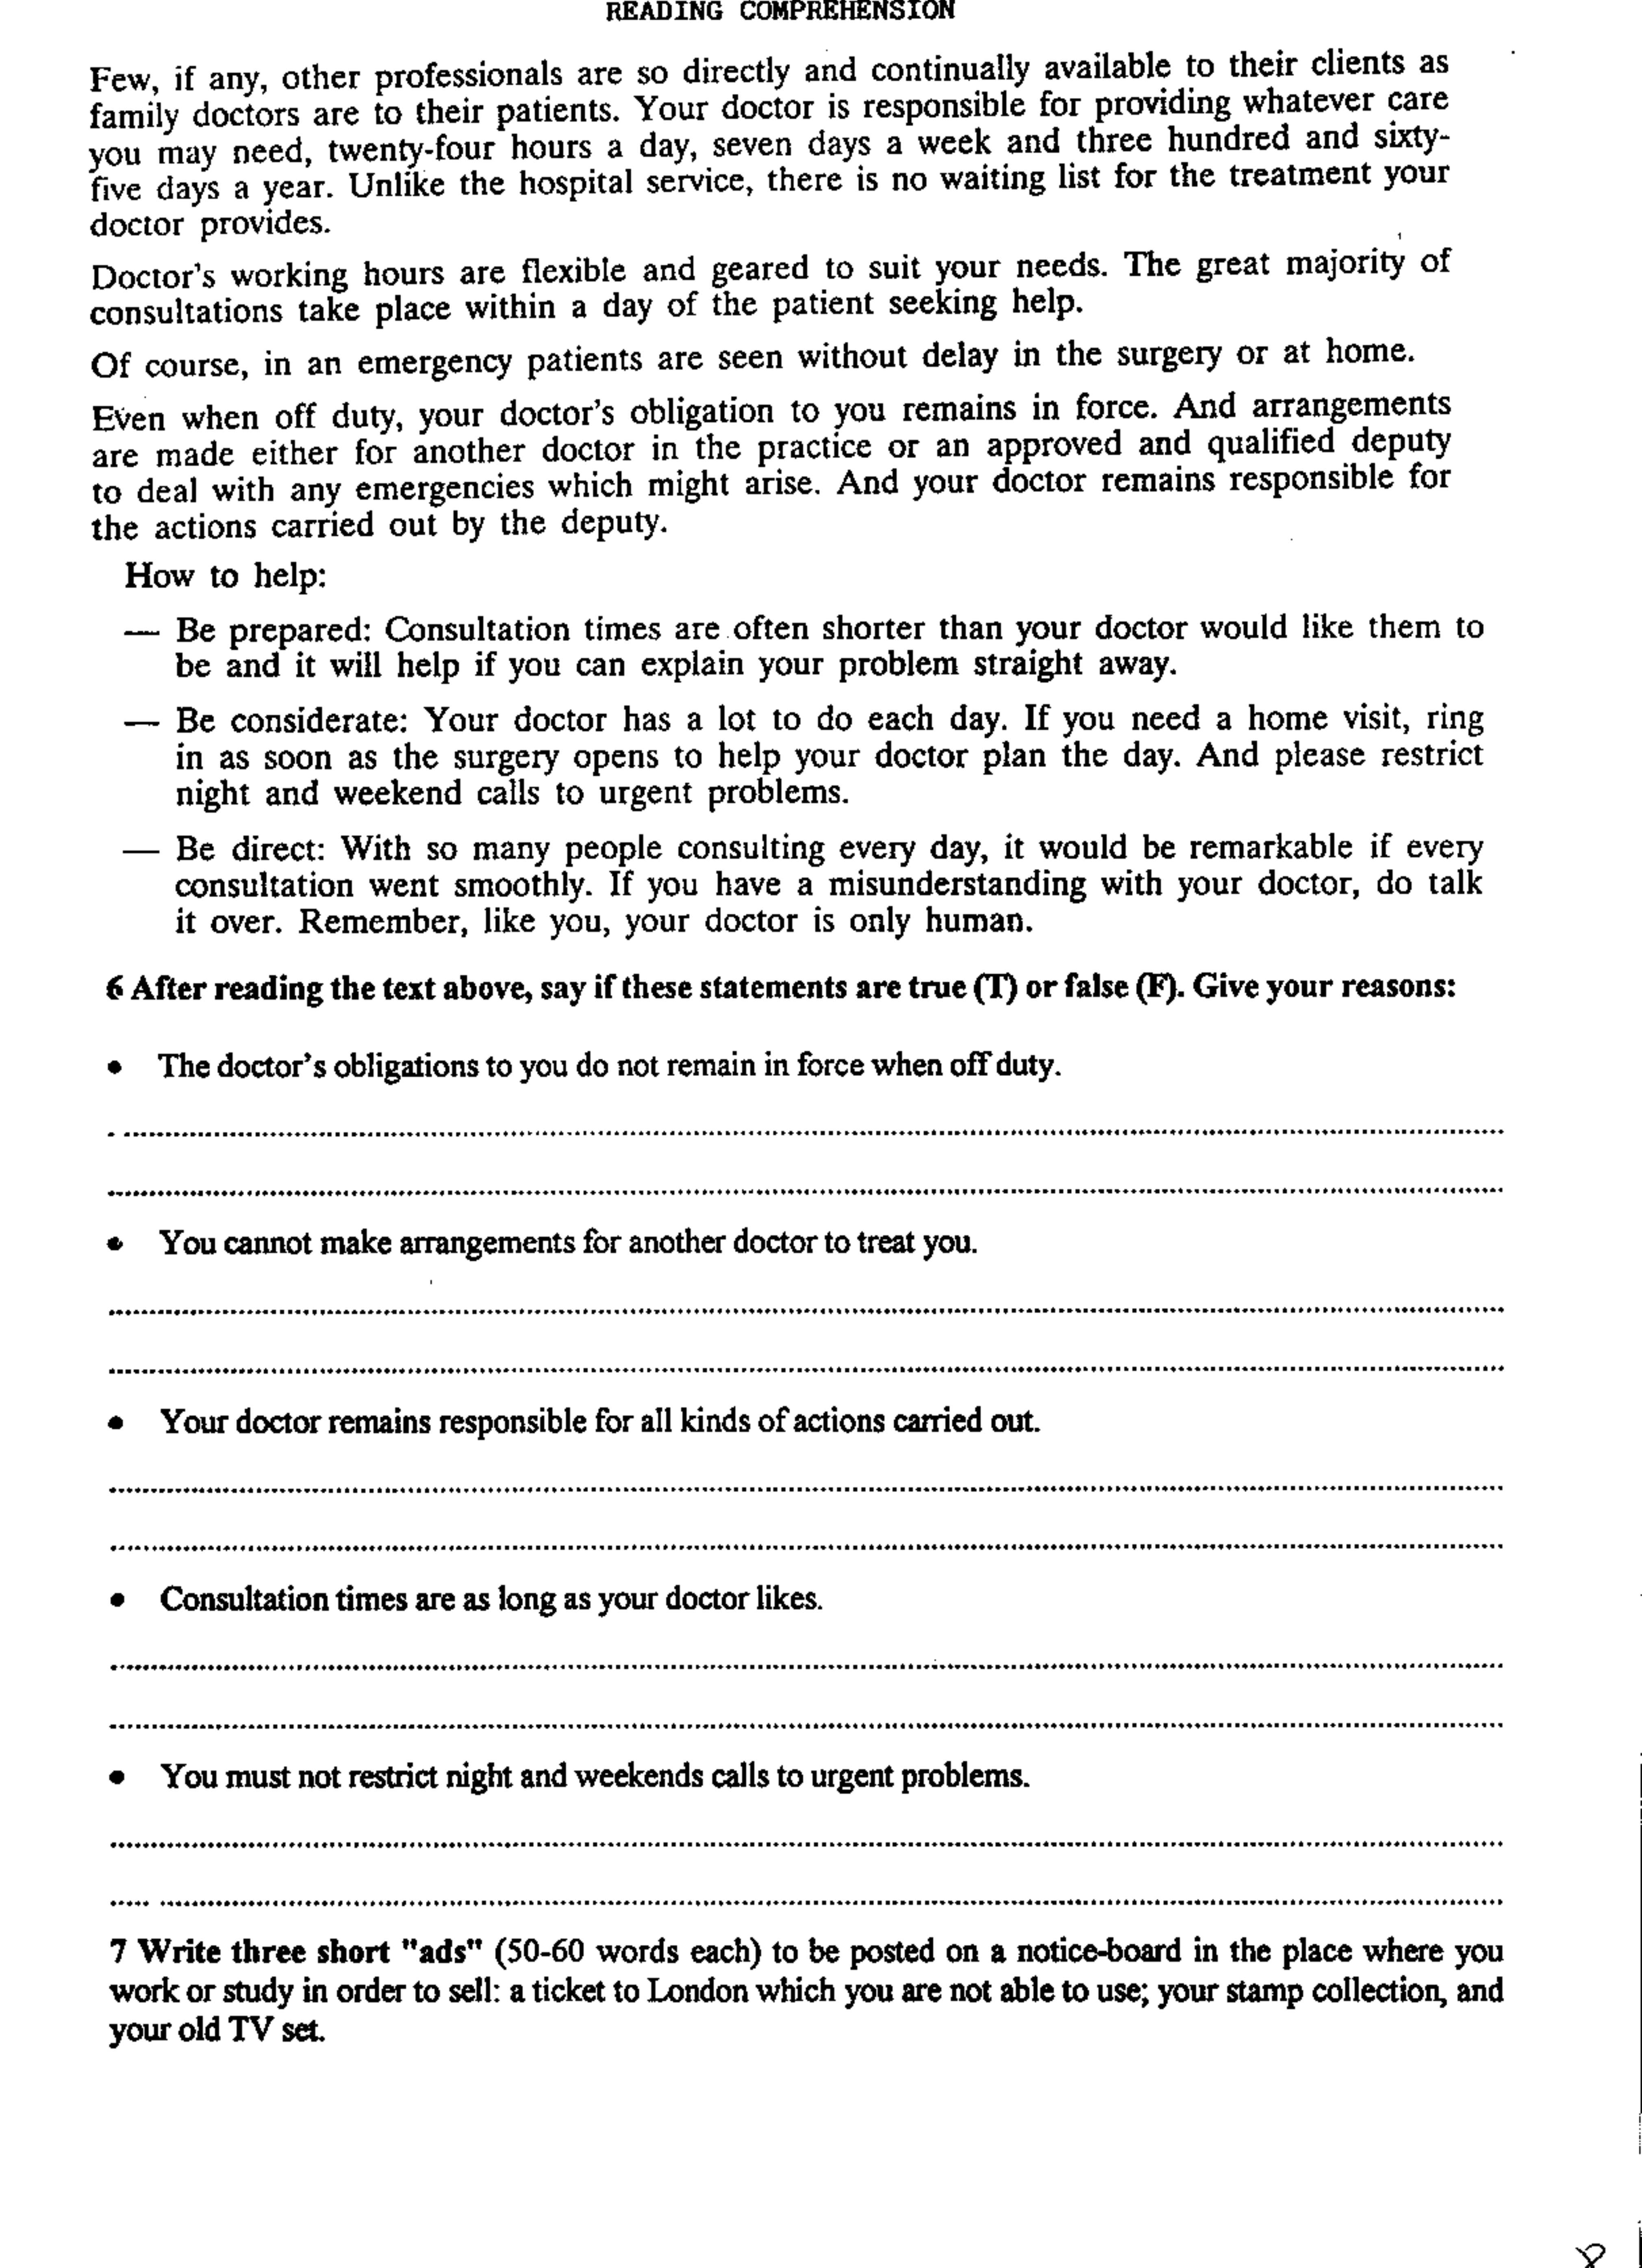 READING COMPREHENSION
Few, if any, other professionals are so directly and continually available to their clients as
family doctors are to their patients. Your doctor is responsible for providing whatever care
you may need, twenty-four hours a day, seven days a week and three hundred and sixty-
five days a year. Unlike the hospital service, there is no waiting list for the treatment your
doctor provides.
Doctor's working hours are flexible and geared to suit your needs. The great majority of
consultations take place within a day of the patient seeking help.
Of course, in an emergency patients are seen without delay in the surgery or at home.
Even when off duty, your doctor's obligation to you remains in force. And arrangements
are made either for another doctor in the practice or an approved and qualified deputy
to deal with any emergencies which might arise. And your doctor remains responsible for
the actions carried out by the deputy.
How to help:
— Be prepared: Consultation times are often shorter than your doctor would like them to
be and it will help if you can explain your problem straight away.
— Be considerate: Your doctor has a lot to do each day. If you need a home visit, ring
in as soon as the surgery opens to help your doctor plan the day. And please restrict
night and weekend calls to urgent problems.
— Be direct: With so many people consulting every day, it would be remarkable if every
consultation went smoothly. If you have a misunderstanding with your doctor, do talk
it over. Remember, like you, your doctor is only human.
6 After reading the text above, say if these statements are true (T) or false (F). Give your reasons:
• The doctor's obligations to you do not remain in force when off duty.
• You cannot make arrangements for another doctor to treat you.
• Your doctor remains responsible for all kinds of actions carried out.
• Consultation times are as long as your doctor likes.
• You must not restrict night and weekends calls to urgent problems.
7 Write three short "ads" (50-60 words each) to be posted on a notice-board in the place where you
work or study in order to sell: a ticket to London which you are not able to use; your stamp collection, and
your old TV set.